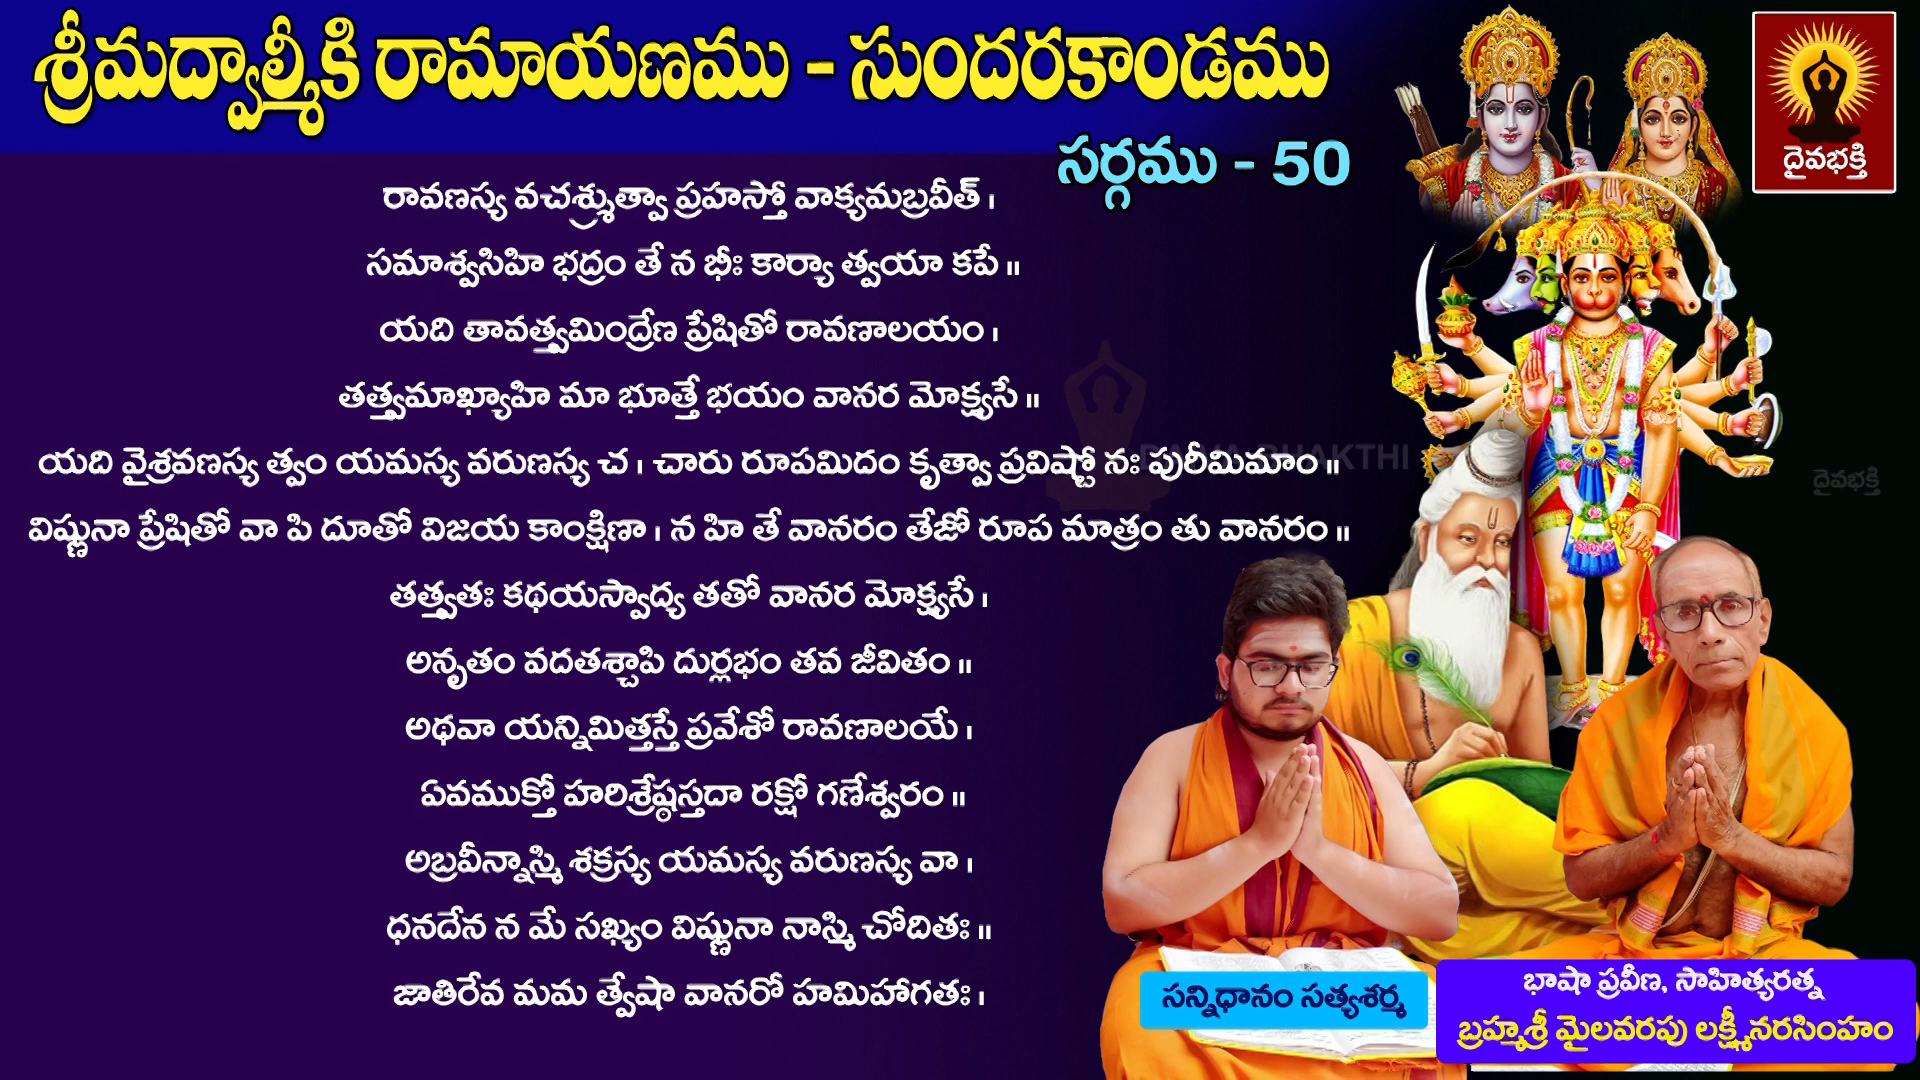 శ్రీమద్వాల్మీకి రామాయణము - సుందరకాండము
సర్గము - 50
దైవభక్తి
రావణస్య వచశ్శ్రుత్వా ప్రహస్తో వాక్యమబ్రవీత్ ।
సమాశ్వసిహి భద్రం తే న భీః కార్యా త్వయా కపే ॥
యది తావత్త్వమింద్రేణ ప్రేషితో రావణాలయం ।
తత్త్వమాఖ్యాహి మా భూత్తే భయం వానర మోక్ష్యసే ॥
యది వైశ్రవణస్య త్వం యమస్య వరుణస్య చ । చారు రూపమిదం కృత్వా ప్రవిష్టో నః పురీమిమాం ॥
విష్ణునా ప్రేషితో వా పి దూతో విజయ కాంక్షిణా । న హి తే వానరం తేజో రూప మాత్రం తు వానరం ॥
తత్త్వతః కథయస్వాద్య తతో వానర మోక్ష్యసే ।
అనృతం వదతశ్చాపి దుర్లభం తవ జీవితం ॥
అథవా యన్నిమిత్తస్తే ప్రవేశో రావణాలయే ।
ఏవముక్తో హరిశ్రేష్ఠస్తదా రక్షో గణేశ్వరం ॥
అబ్రవీన్నాస్మి శక్రస్య యమస్య వరుణస్య వా ।
ధనదేన న మే సఖ్యం విష్ణునా నాస్మి చోదితః ॥
జాతిరేవ మమ త్వేషా వానరో హమిహాగతః ।
DAIVA BHAKTHI
దైవభక్తి
సన్నిధానం సత్యశర్మ
భాషా ప్రవీణ, సాహిత్యరత్న
బ్రహ్మశ్రీ మైలవరపు లక్ష్మీనరసింహం